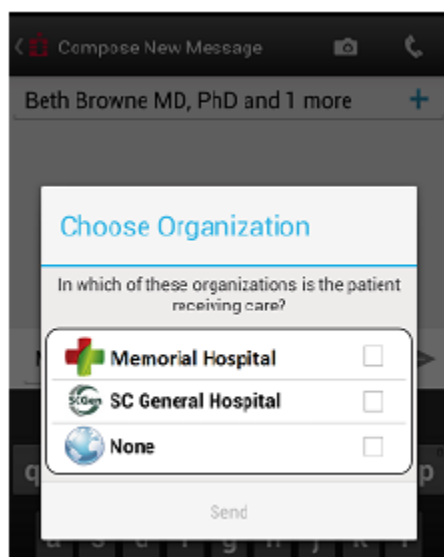 Compose New Message
Beth Browne MD, PhD and 1 more +
Choose Organization
In which of these organizations is the patient
receiving care?
Memorial Hospital
SCGen SC General Hospital
None
Send